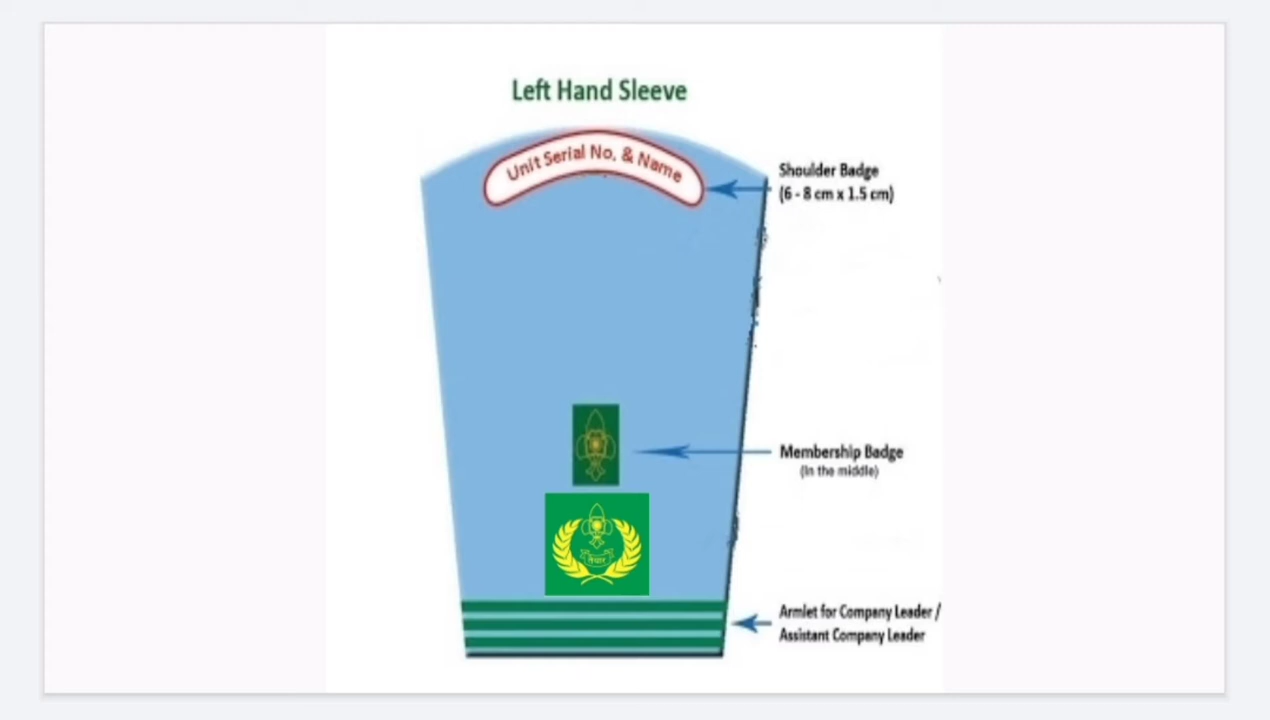 Left Hand Sleeve
Unit Serial No. & Name
Shoulder Badge
(6 - 8 cm x 1.5 cm)
Membership Badge
(In the middle)
तैयार
Armlet for Company Leader /
Assistant Company Leader